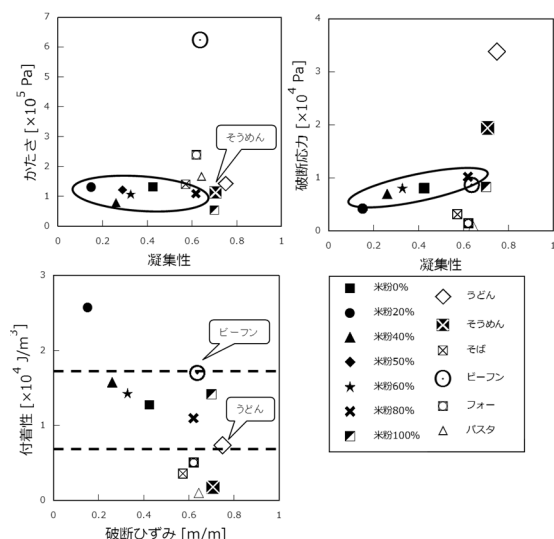 7
6
5
4
3
2
1
0
かたさ [×10⁵ Pa]
そうめん
0 0.2 0.4 0.6 0.8 1
凝集性
4
3
2
1
0
破断応力 [×10⁴ Pa]
0 0.2 0.4 0.6 0.8 1
凝集性
3
2
1
0
付着性 [×10⁴ J/m³]
ビーフン
うどん
0 0.2 0.4 0.6 0.8 1
破断ひずみ [m/m]
米粉0%
米粉20%
米粉40%
米粉50%
米粉60%
米粉80%
米粉100%
うどん
そうめん
そば
ビーフン
フォー
パスタ